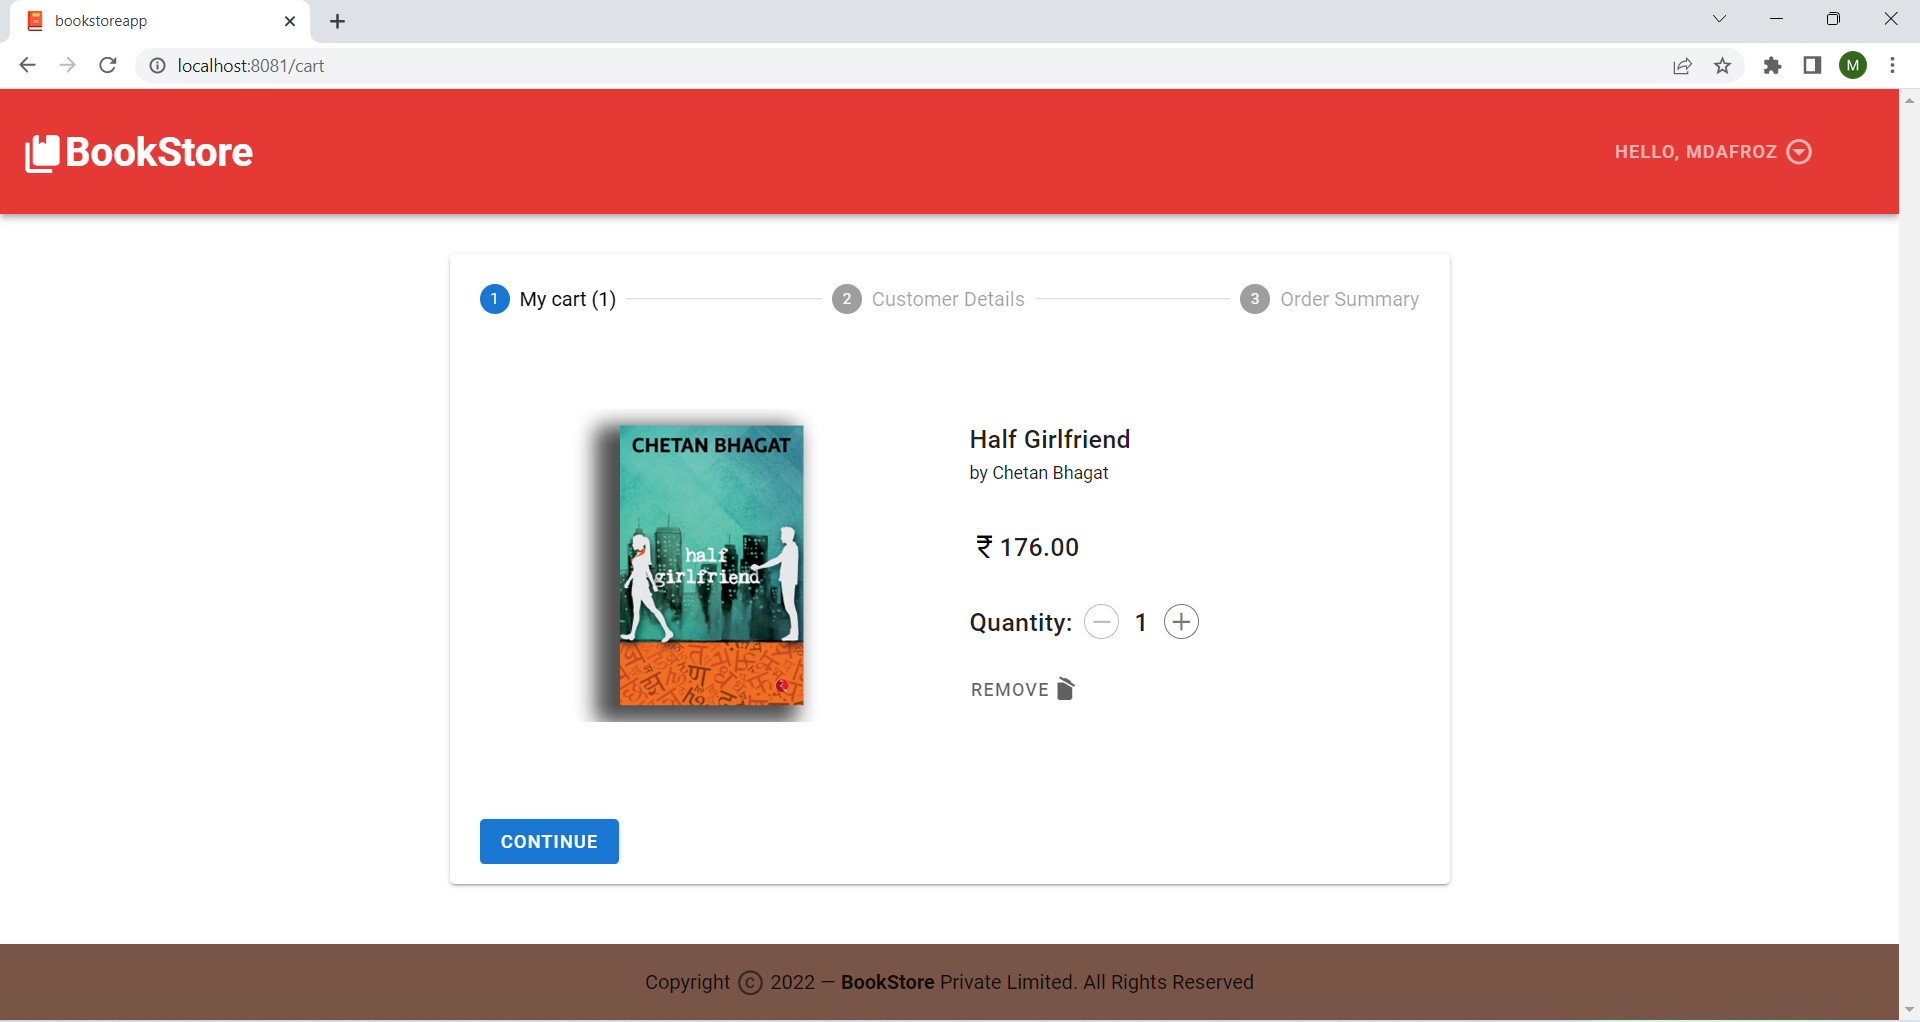 bookstoreapp
localhost:8081/cart
M
BookStore
HELLO, MDAFROZ
1 My cart (1)
2 Customer Details
3 Order Summary
CHETAN BHAGAT
half
girlfriend
Half Girlfriend
by Chetan Bhagat
₹ 176.00
Quantity: 1
REMOVE
CONTINUE
Copyright © 2022 — BookStore Private Limited. All Rights Reserved